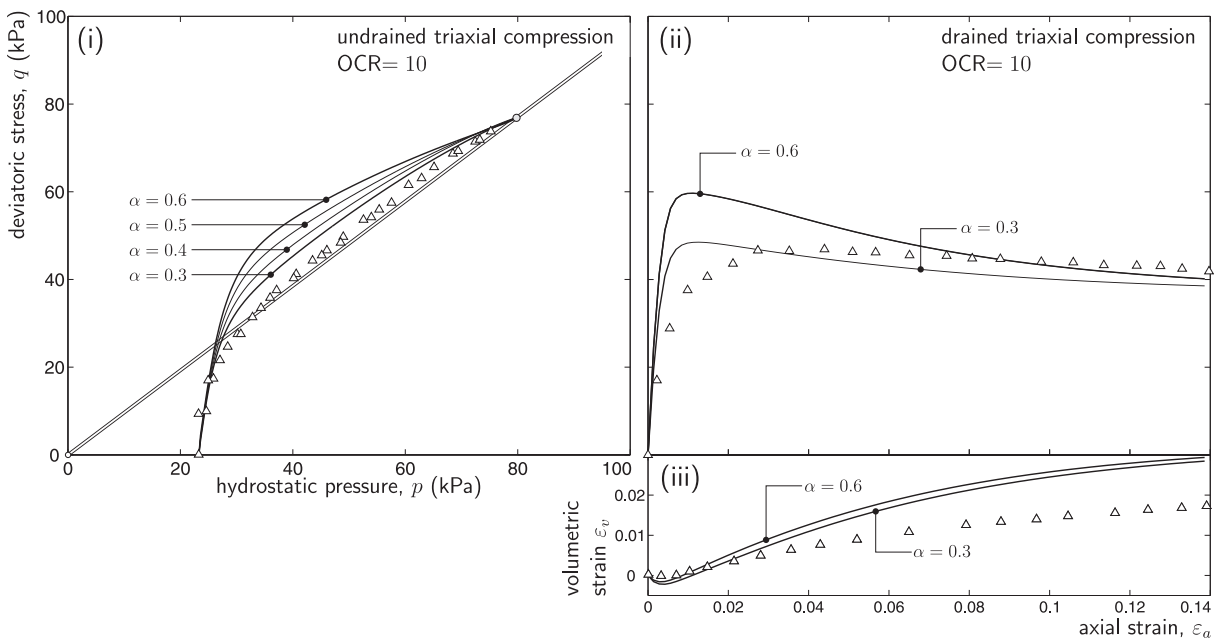 (i)
undrained triaxial compression
OCR= 10
deviatoric stress, q (kPa)
100
80
60
40
20
0
α = 0.6
α = 0.5
α = 0.4
α = 0.3
0
20
40
60
80
100
hydrostatic pressure, p (kPa)
(ii)
drained triaxial compression
OCR= 10
α = 0.6
α = 0.3
(iii)
volumetric
strain εv
0.02
0.01
0
α = 0.6
α = 0.3
0
0.02
0.04
0.06
0.08
0.1
0.12
0.14
axial strain, εa